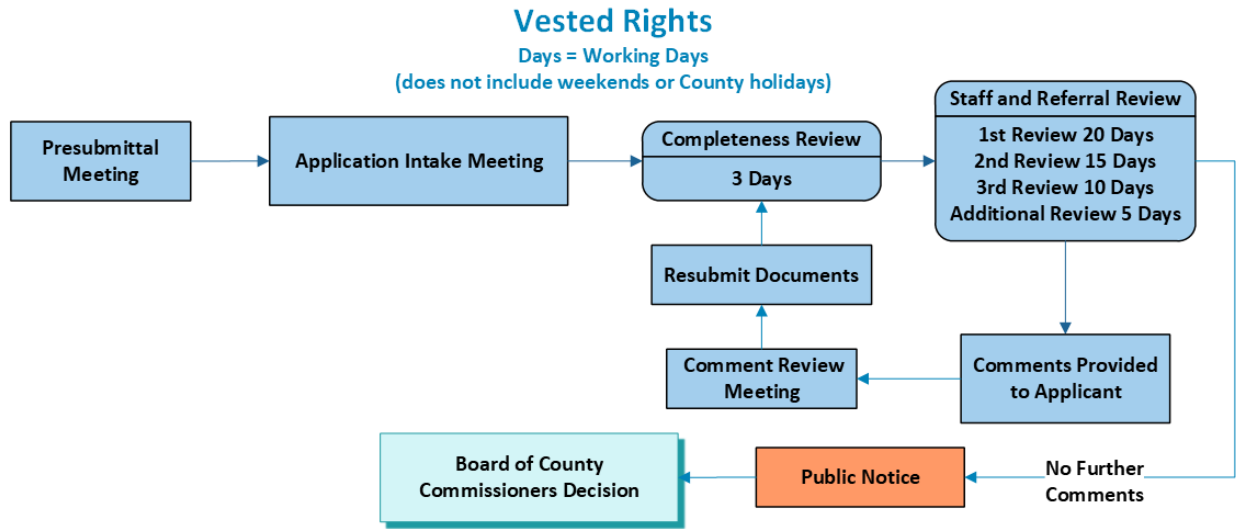 Vested Rights
Days = Working Days
(does not include weekends or County holidays)
Presubmittal
Meeting
Application Intake Meeting
Completeness Review
3 Days
Staff and Referral Review
1st Review 20 Days
2nd Review 15 Days
3rd Review 10 Days
Additional Review 5 Days
Resubmit Documents
Comment Review
Meeting
Comments Provided
to Applicant
Board of County
Commissioners Decision
Public Notice
No Further
Comments